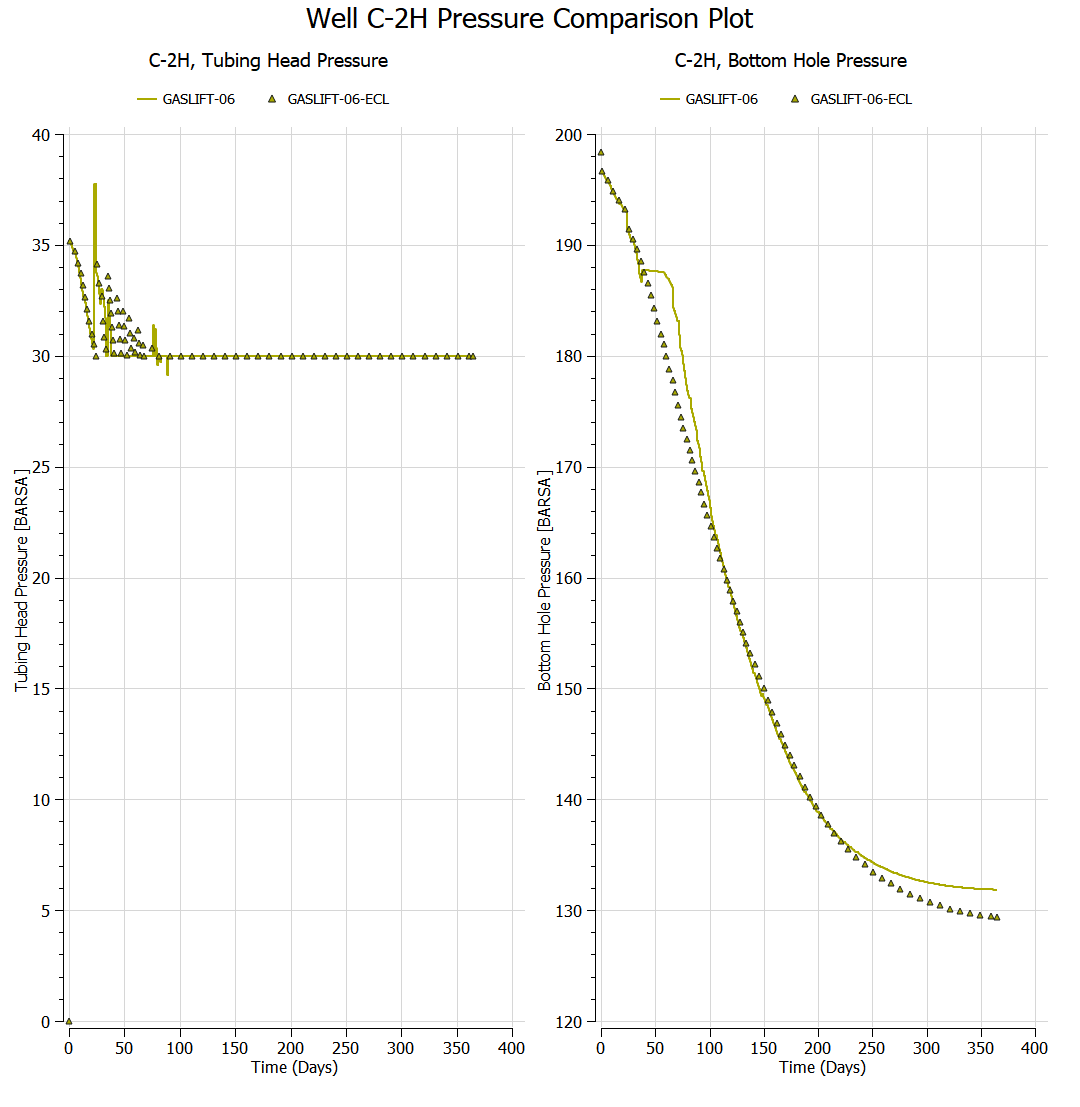 Well C-2H Pressure Comparison Plot
C-2H, Tubing Head Pressure
GASLIFT-06 GASLIFT-06-ECL
40
35
30
25
20
15
10
5
0
Tubing Head Pressure [BARSA]
0 50 100 150 200 250 300 350 400
Time (Days)
C-2H, Bottom Hole Pressure
GASLIFT-06 GASLIFT-06-ECL
200
190
180
170
160
150
140
130
120
Bottom Hole Pressure [BARSA]
0 50 100 150 200 250 300 350 400
Time (Days)